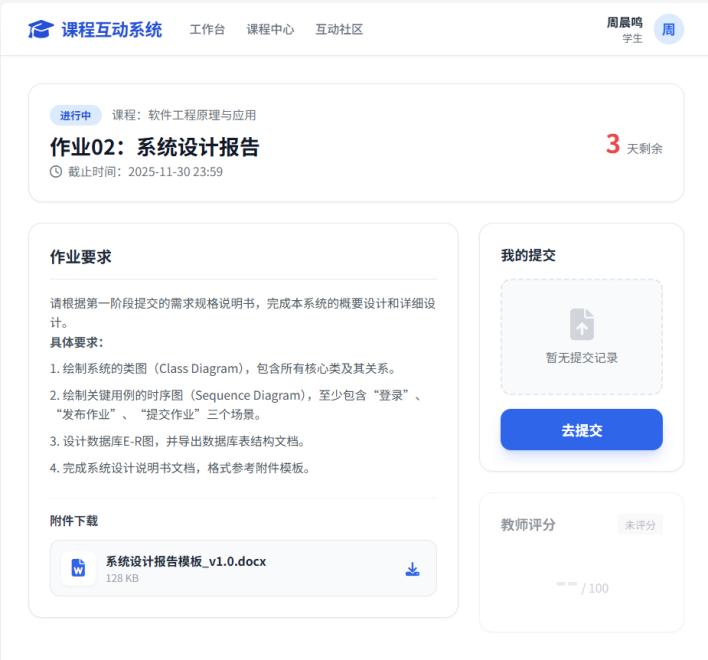 课程互动系统
工作台
课程中心
互动社区
周晨鸣
学生
周
进行中
课程：软件工程原理与应用
作业02：系统设计报告
截止时间：2025-11-30 23:59
3 天剩余
作业要求
请根据第一阶段提交的需求规格说明书，完成本系统的概要设计和详细设
计。
具体要求：
1. 绘制系统的类图（Class Diagram），包含所有核心类及其关系。
2. 绘制关键用例的时序图（Sequence Diagram），至少包含“登录”、
“发布作业”、“提交作业”三个场景。
3. 设计数据库E-R图，并导出数据库表结构文档。
4. 完成系统设计说明书文档，格式参考附件模板。
附件下载
W
系统设计报告模板_v1.0.docx
128 KB
我的提交
暂无提交记录
去提交
教师评分
未评分
-- / 100